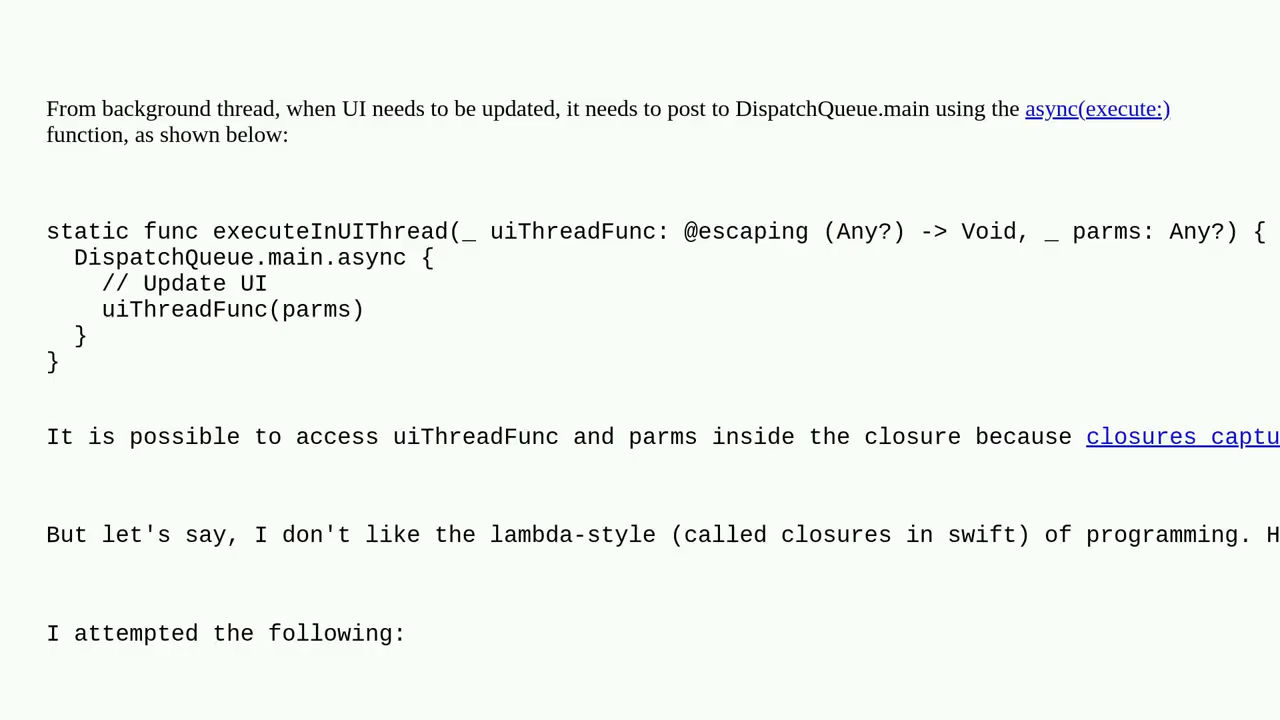 From background thread, when UI needs to be updated, it needs to post to DispatchQueue.main using the async(execute:)
function, as shown below:
static func executeInUIThread(_ uiThreadFunc: @escaping (Any?) -> Void, _ parms: Any?) {
  DispatchQueue.main.async {
    // Update UI
    uiThreadFunc(parms)
  }
}
It is possible to access uiThreadFunc and parms inside the closure because closures captu
But let's say, I don't like the lambda-style (called closures in swift) of programming. H
I attempted the following: